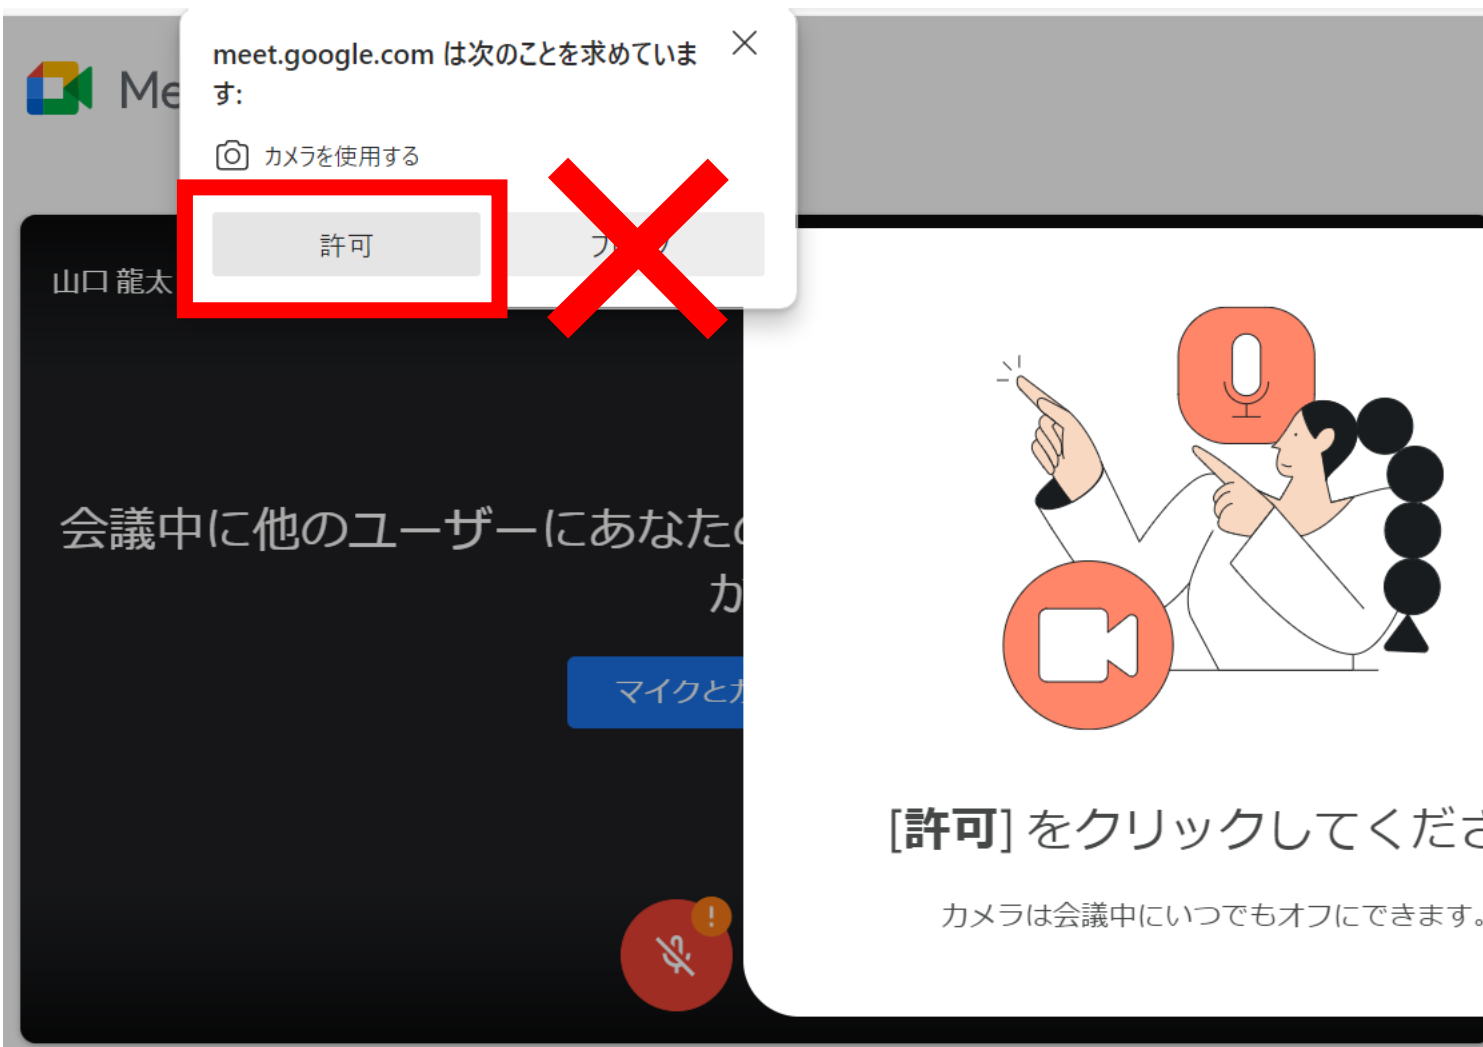 meet.google.com は次のことを求めていま
す:
Me
カメラを使用する
許可
山口 龍太
会議中に他のユーザーにあなた
か
マイクと
[許可] をクリックしてくださ
カメラは会議中にいつでもオフにできます。